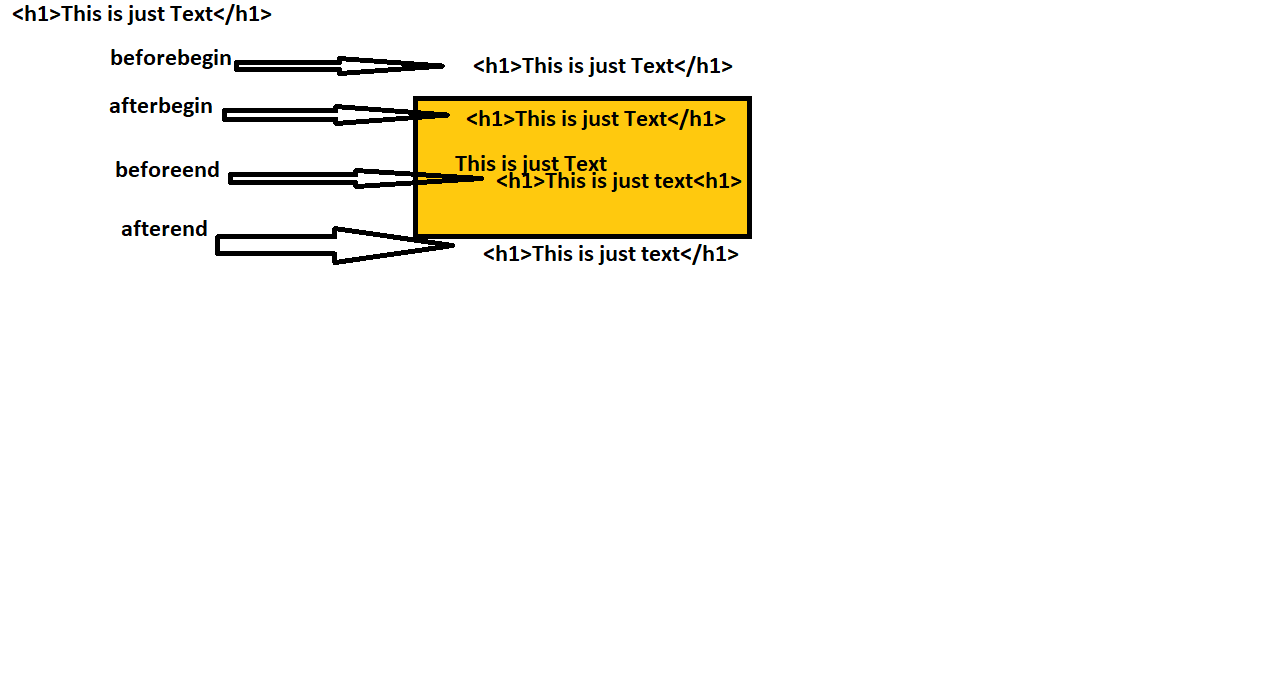 <h1>This is just Text</h1>
beforebegin
<h1>This is just Text</h1>
afterbegin
<h1>This is just Text</h1>
This is just Text
beforeend
<h1>This is just text<h1>
afterend
<h1>This is just text</h1>